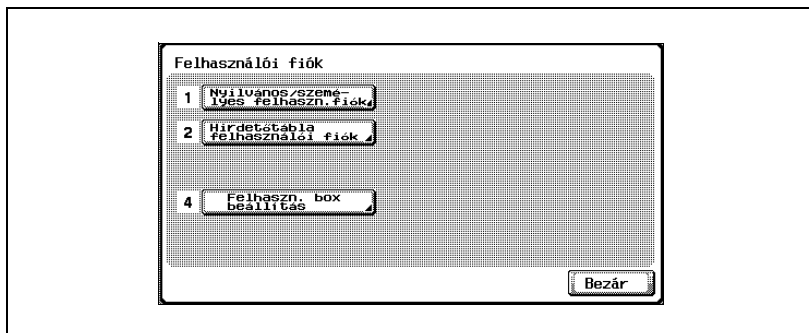 Felhasználói fiók
1 Nyilvános/szemé-
lyes felhaszn.fiók
2 Hirdetőtábla
felhasználói fiók
4 Felhaszn. box
beállítás
Bezár